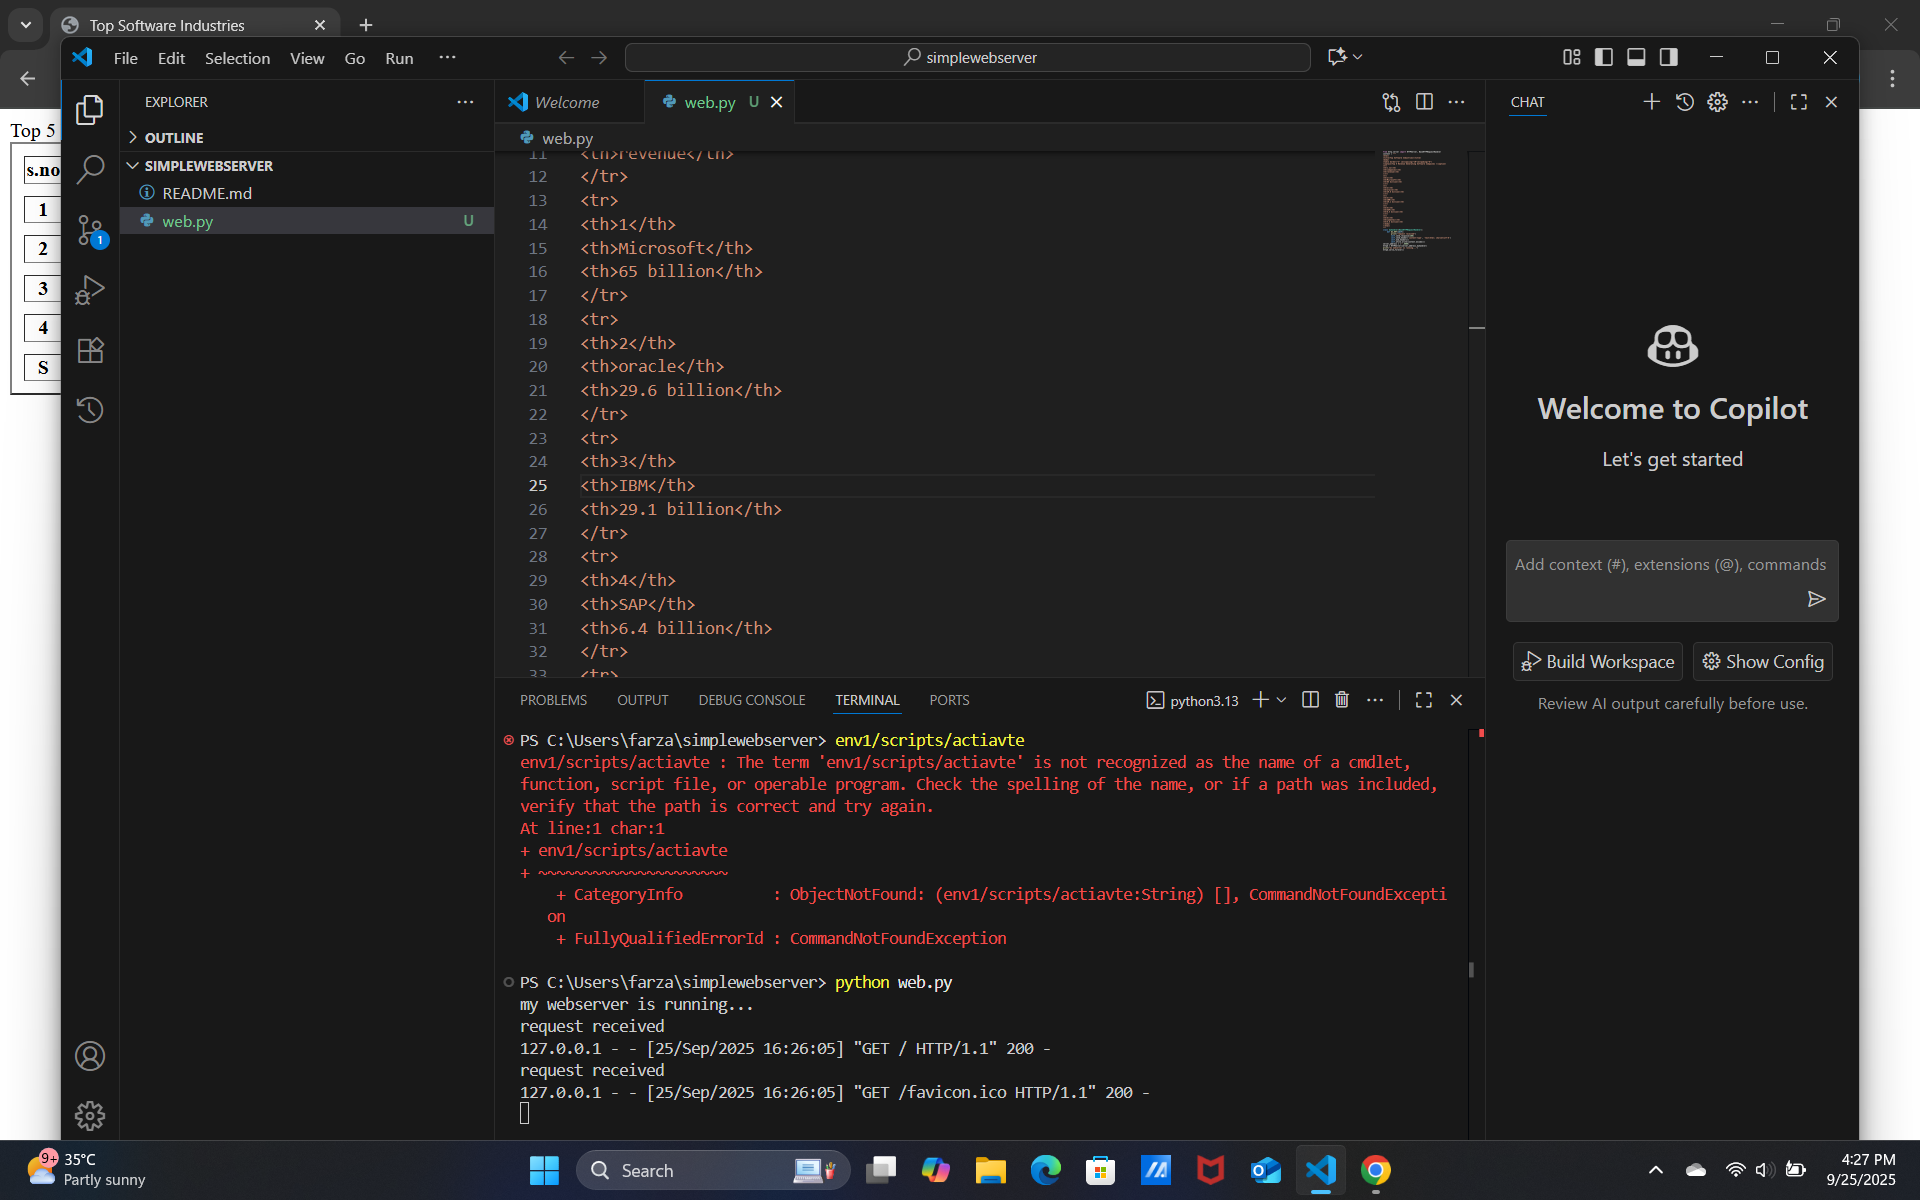 Top Software Industries
File Edit Selection View Go Run ...
simplewebserver
Top 5
s.no
1
2
3
4
S
EXPLORER
OUTLINE
SIMPLEWEBSERVER
README.md
web.py U
1
Welcome
web.py U
web.py
11 <th>revenue</th>
12 </tr>
13 <tr>
14 <th>1</th>
15 <th>Microsoft</th>
16 <th>65 billion</th>
17 </tr>
18 <tr>
19 <th>2</th>
20 <th>oracle</th>
21 <th>29.6 billion</th>
22 </tr>
23 <tr>
24 <th>3</th>
25 <th>IBM</th>
26 <th>29.1 billion</th>
27 </tr>
28 <tr>
29 <th>4</th>
30 <th>SAP</th>
31 <th>6.4 billion</th>
32 </tr>
33 <tr>
PROBLEMS OUTPUT DEBUG CONSOLE TERMINAL PORTS
python3.13
PS C:\Users\farza\simplewebserver> env1/scripts/actiavte
env1/scripts/actiavte : The term 'env1/scripts/actiavte' is not recognized as the name of a cmdlet,
function, script file, or operable program. Check the spelling of the name, or if a path was included,
verify that the path is correct and try again.
At line:1 char:1
+ env1/scripts/actiavte
+ ~~~~~~~~~~~~~~~~~~~~~
+ CategoryInfo : ObjectNotFound: (env1/scripts/actiavte:String) [], CommandNotFoundExcepti
on
+ FullyQualifiedErrorId : CommandNotFoundException
PS C:\Users\farza\simplewebserver> python web.py
my webserver is running...
request received
127.0.0.1 - - [25/Sep/2025 16:26:05] "GET / HTTP/1.1" 200 -
request received
127.0.0.1 - - [25/Sep/2025 16:26:05] "GET /favicon.ico HTTP/1.1" 200 -
CHAT
Welcome to Copilot
Let's get started
Add context (#), extensions (@), commands
Build Workspace
Show Config
Review AI output carefully before use.
9+
35°C
Partly sunny
Search
4:27 PM
9/25/2025